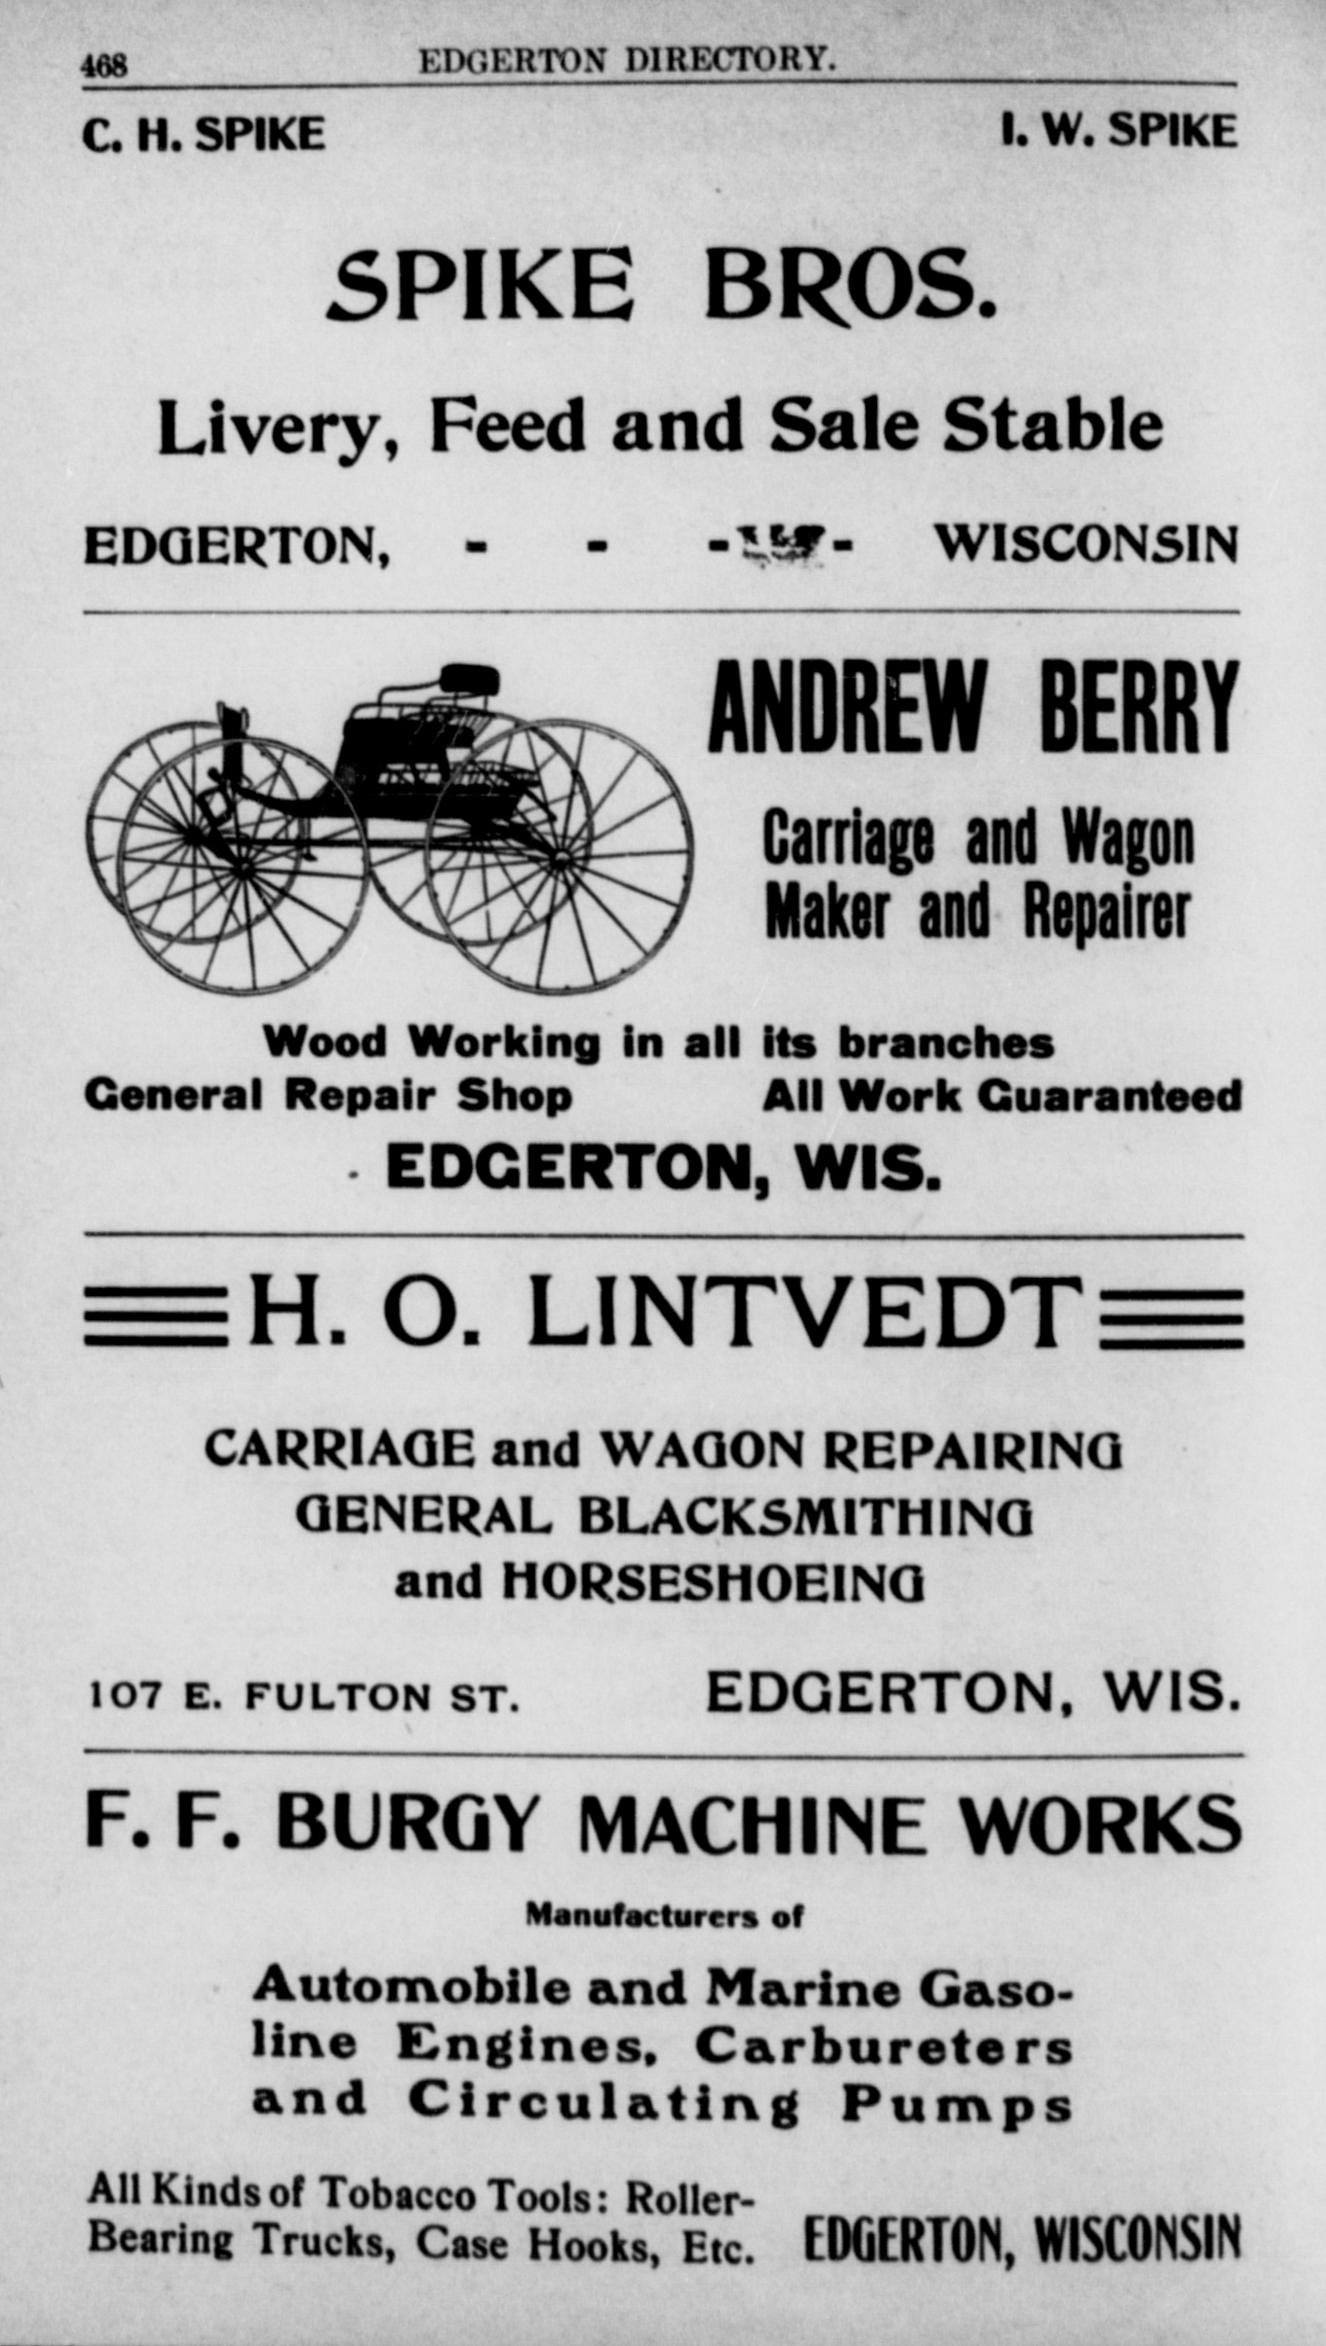 468
EDGERTON DIRECTORY.
C. H. SPIKE
I. W. SPIKE
SPIKE BROS.
Livery, Feed and Sale Stable
EDGERTON, - - - - WISCONSIN
ANDREW BERRY
Carriage and Wagon
Maker and Repairer
Wood Working in all its branches
General Repair Shop
All Work Guaranteed
EDGERTON, WIS.
H. O. LINTVEDT
CARRIAGE and WAGON REPAIRING
GENERAL BLACKSMITHING
and HORSESHOEING
107 E. FULTON ST.
EDGERTON, WIS.
F. F. BURGY MACHINE WORKS
Manufacturers of
Automobile and Marine Gaso-
line Engines, Carbureters
and Circulating Pumps
All Kinds of Tobacco Tools: Roller-
Bearing Trucks, Case Hooks, Etc.
EDGERTON, WISCONSIN